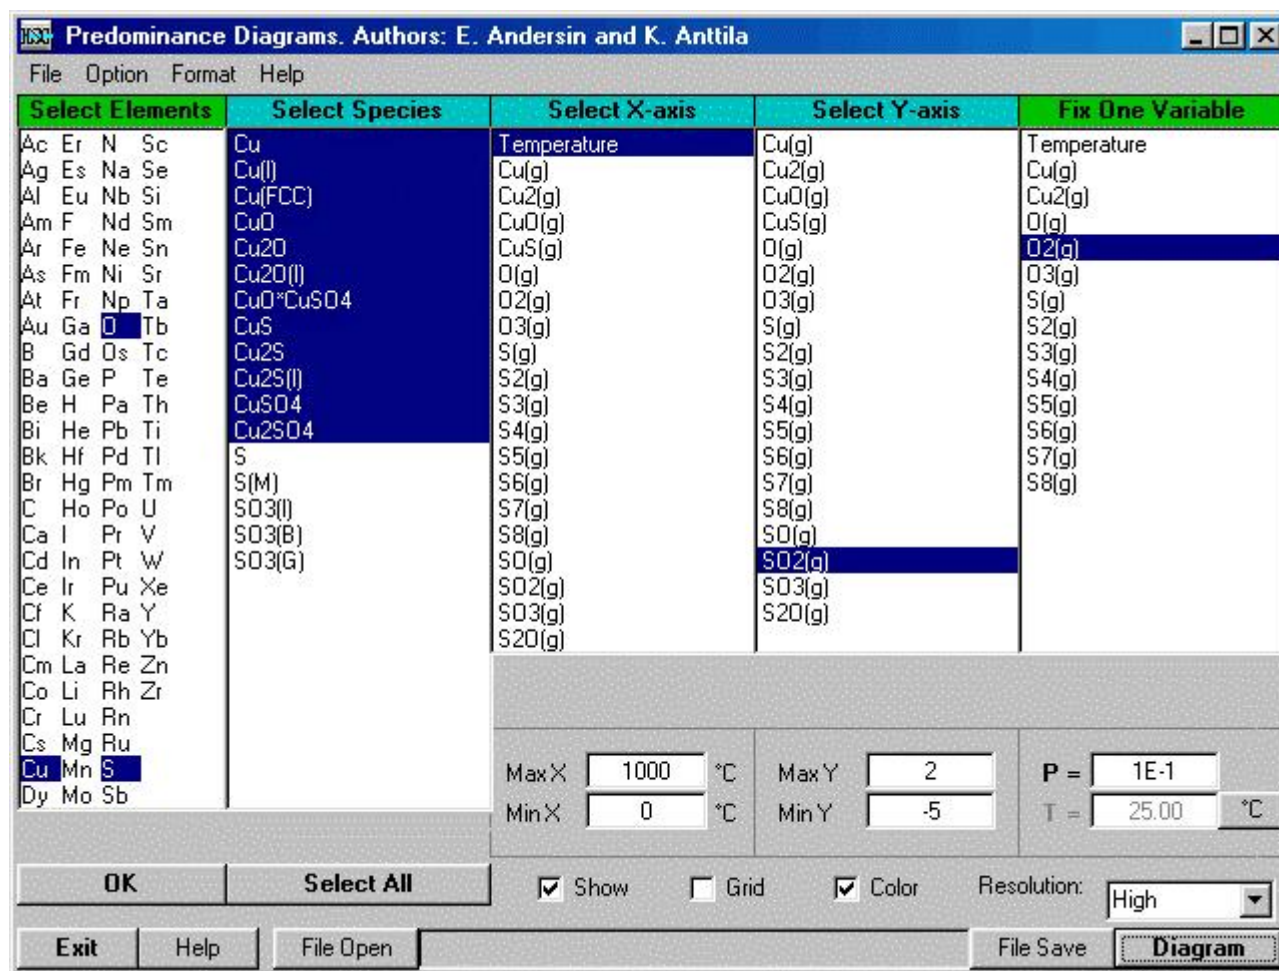 HSC Predominance Diagrams. Authors: E. Andersin and K. Anttila
File Option Format Help
Select Elements Select Species Select X-axis Select Y-axis Fix One Variable
Ac Er N Sc Cu Temperature Cu(g) Temperature
Ag Es Na Se Cu(l) Cu(g) Cu2(g) Cu(g)
Al Eu Nb Si Cu(FCC) Cu2(g) CuO(g) Cu2(g)
Am F Nd Sm CuO CuO(g) CuS(g) O(g)
Ar Fe Ne Sn Cu2O CuS(g) O(g) O2(g)
As Fm Ni Sr Cu2O(l) O(g) O2(g) O3(g)
At Fr Np Ta CuO*CuSO4 O2(g) O3(g) S(g)
Au Ga O Tb CuS O3(g) S(g) S2(g)
B Gd Os Tc Cu2S S(g) S2(g) S3(g)
Ba Ge P Te Cu2S(l) S2(g) S3(g) S4(g)
Be H Pa Th CuSO4 S3(g) S4(g) S5(g)
Bi He Pb Ti Cu2SO4 S4(g) S5(g) S6(g)
Bk Hf Pd Tl S S5(g) S6(g) S7(g)
Br Hg Pm Tm S(M) S6(g) S7(g) S8(g)
C Ho Po U SO3(l) S7(g) S8(g)
Ca I Pr V SO3(B) S8(g) SO(g)
Cd In Pt W SO3(G) SO(g) SO2(g)
Ce Ir Pu Xe SO2(g) SO3(g)
Cf K Ra Y SO3(g) S2O(g)
Cl Kr Rb Yb S2O(g)
Cm La Re Zn
Co Li Rh Zr
Cr Lu Rn
Cs Mg Ru
Cu Mn S Max X 1000 °C Max Y 2 P = 1E-1
Dy Mo Sb Min X 0 °C Min Y -5 T = 25.00 °C
OK Select All Show Grid Color Resolution: High
Exit Help File Open File Save Diagram